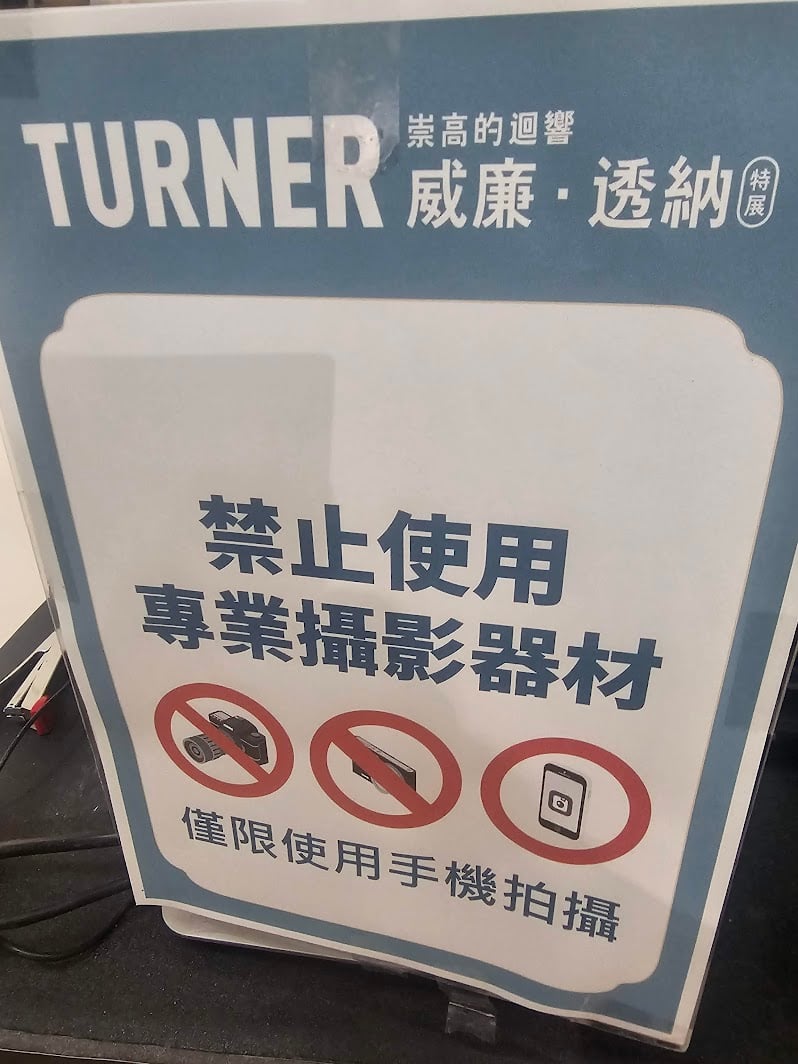 TURNER
崇高的迴響
威廉·透納 特展
禁止使用
專業攝影器材
僅限使用手機拍攝